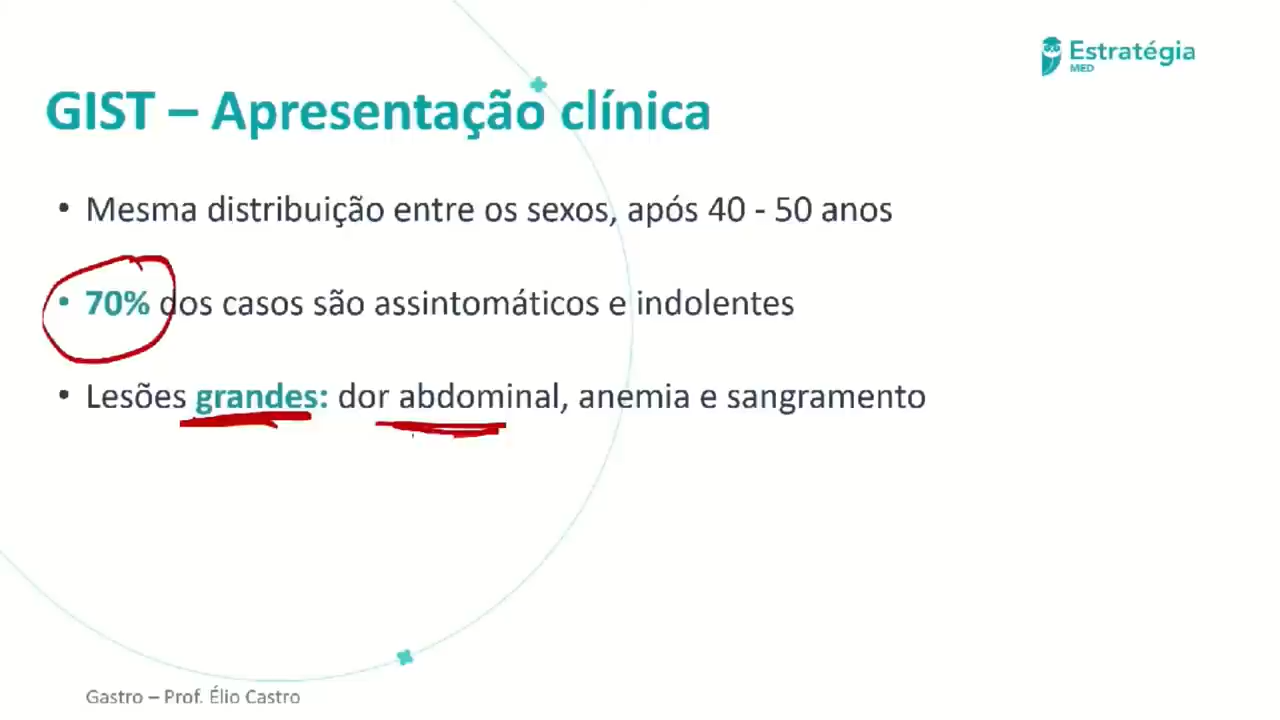 Estratégia
MED
GIST – Apresentação clínica
• Mesma distribuição entre os sexos, após 40 - 50 anos
• 70% dos casos são assintomáticos e indolentes
• Lesões grandes: dor abdominal, anemia e sangramento
Gastro – Prof. Élio Castro